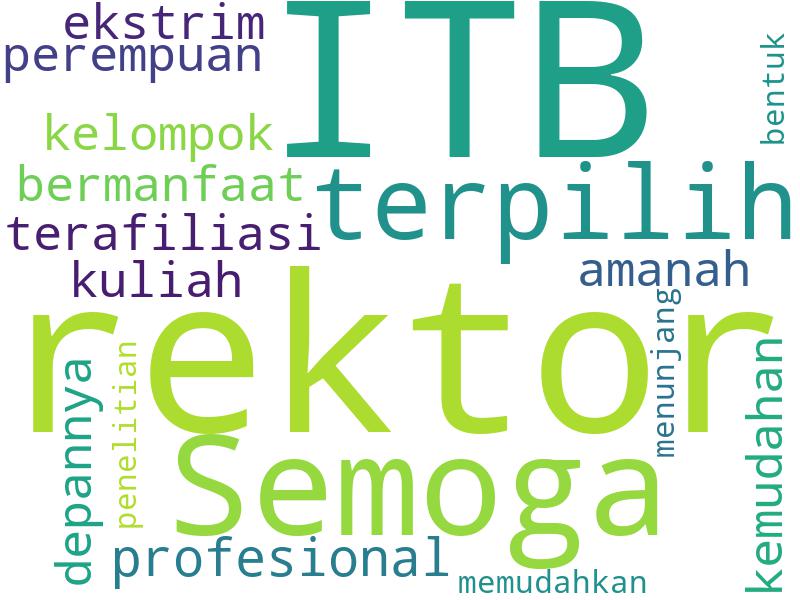 ekstrim
ITB
perempuan
bentuk
kelompok
bermanfaat
terpilih
terafiliasi
kuliah
amanah
rektor
menunjang
depannya
penelitian
kemudahan
Semoga
profesional
memudahkan